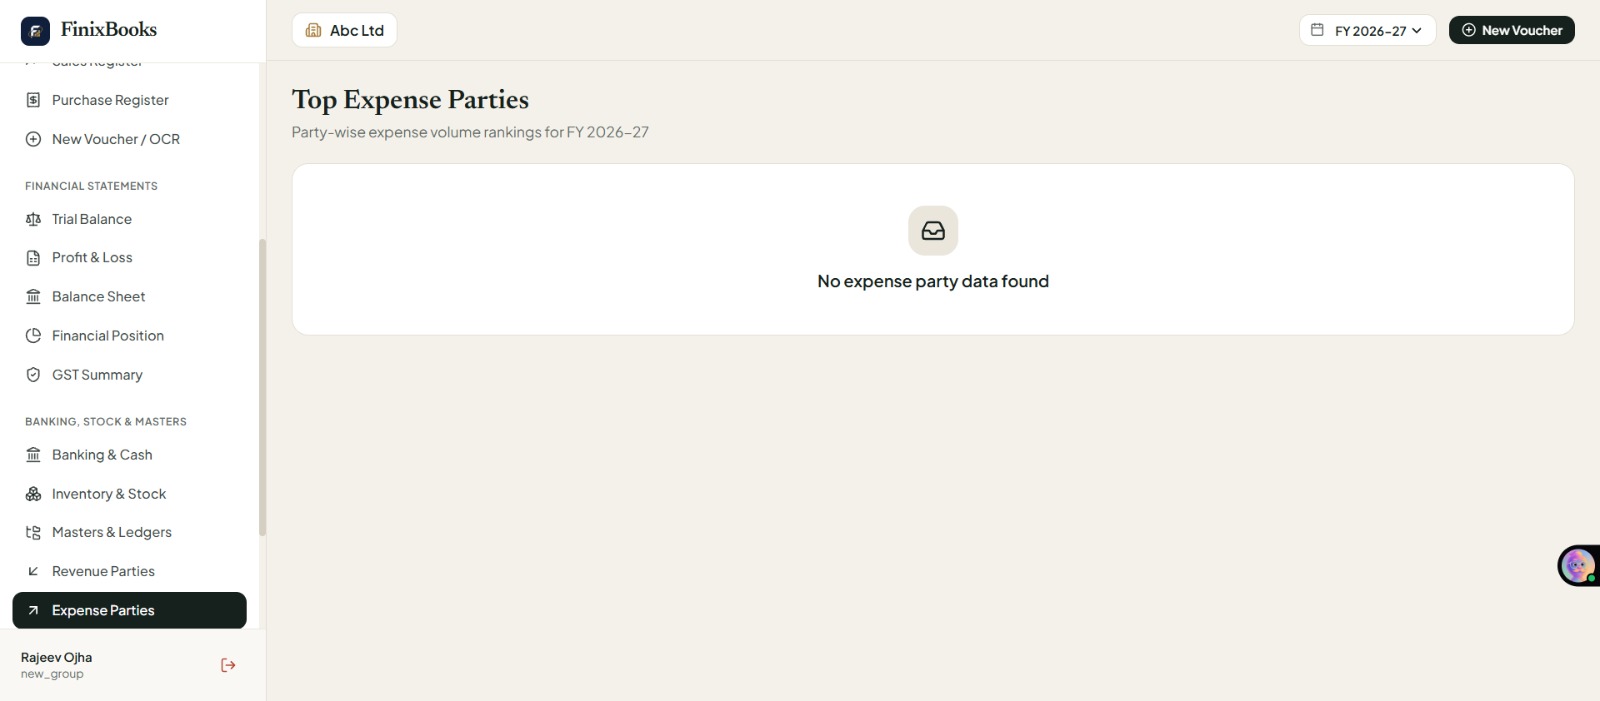 FinixBooks
Sales Register
Purchase Register
New Voucher / OCR
FINANCIAL STATEMENTS
Trial Balance
Profit & Loss
Balance Sheet
Financial Position
GST Summary
BANKING, STOCK & MASTERS
Banking & Cash
Inventory & Stock
Masters & Ledgers
Revenue Parties
Expense Parties
Rajeev Ojha
new_group
Abc Ltd
FY 2026-27
New Voucher
Top Expense Parties
Party-wise expense volume rankings for FY 2026-27
No expense party data found